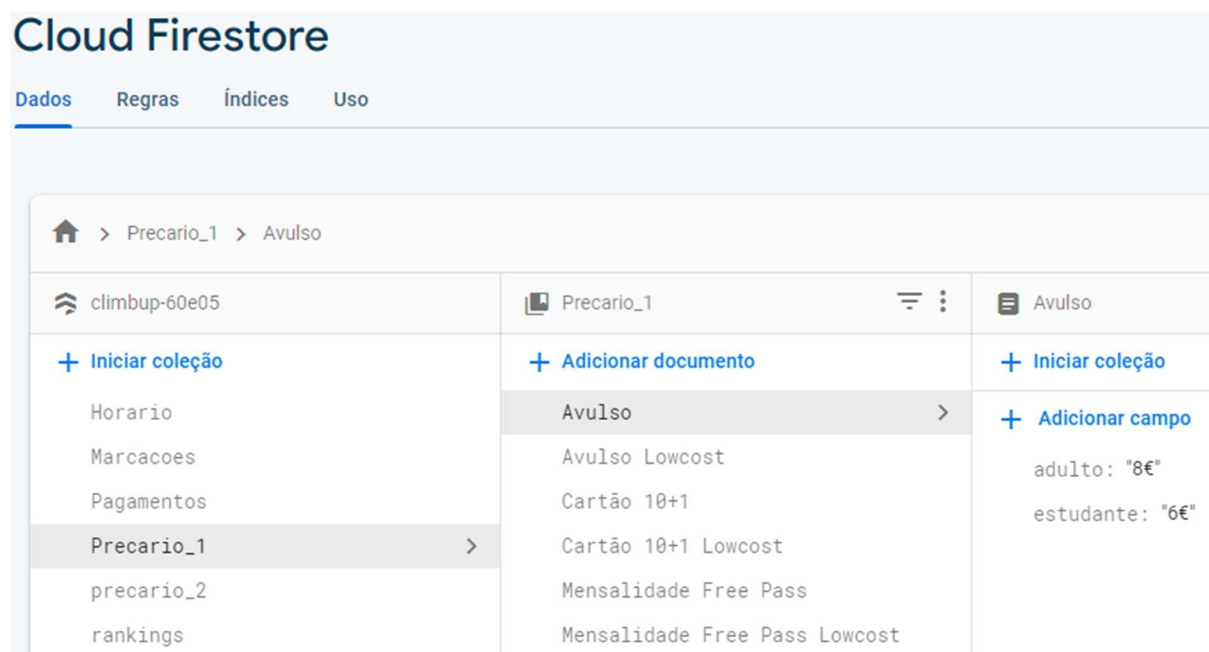 Cloud Firestore
Dados Regras Índices Uso
Precario_1 > Avulso
climbup-60e05
Iniciar coleção
Horario
Marcacoes
Pagamentos
Precario_1
precario_2
rankings
Precario_1
Adicionar documento
Avulso
Avulso Lowcost
Cartão 10+1
Cartão 10+1 Lowcost
Mensalidade Free Pass
Mensalidade Free Pass Lowcost
Avulso
Iniciar coleção
Adicionar campo
adulto: "8€"
estudante: "6€"